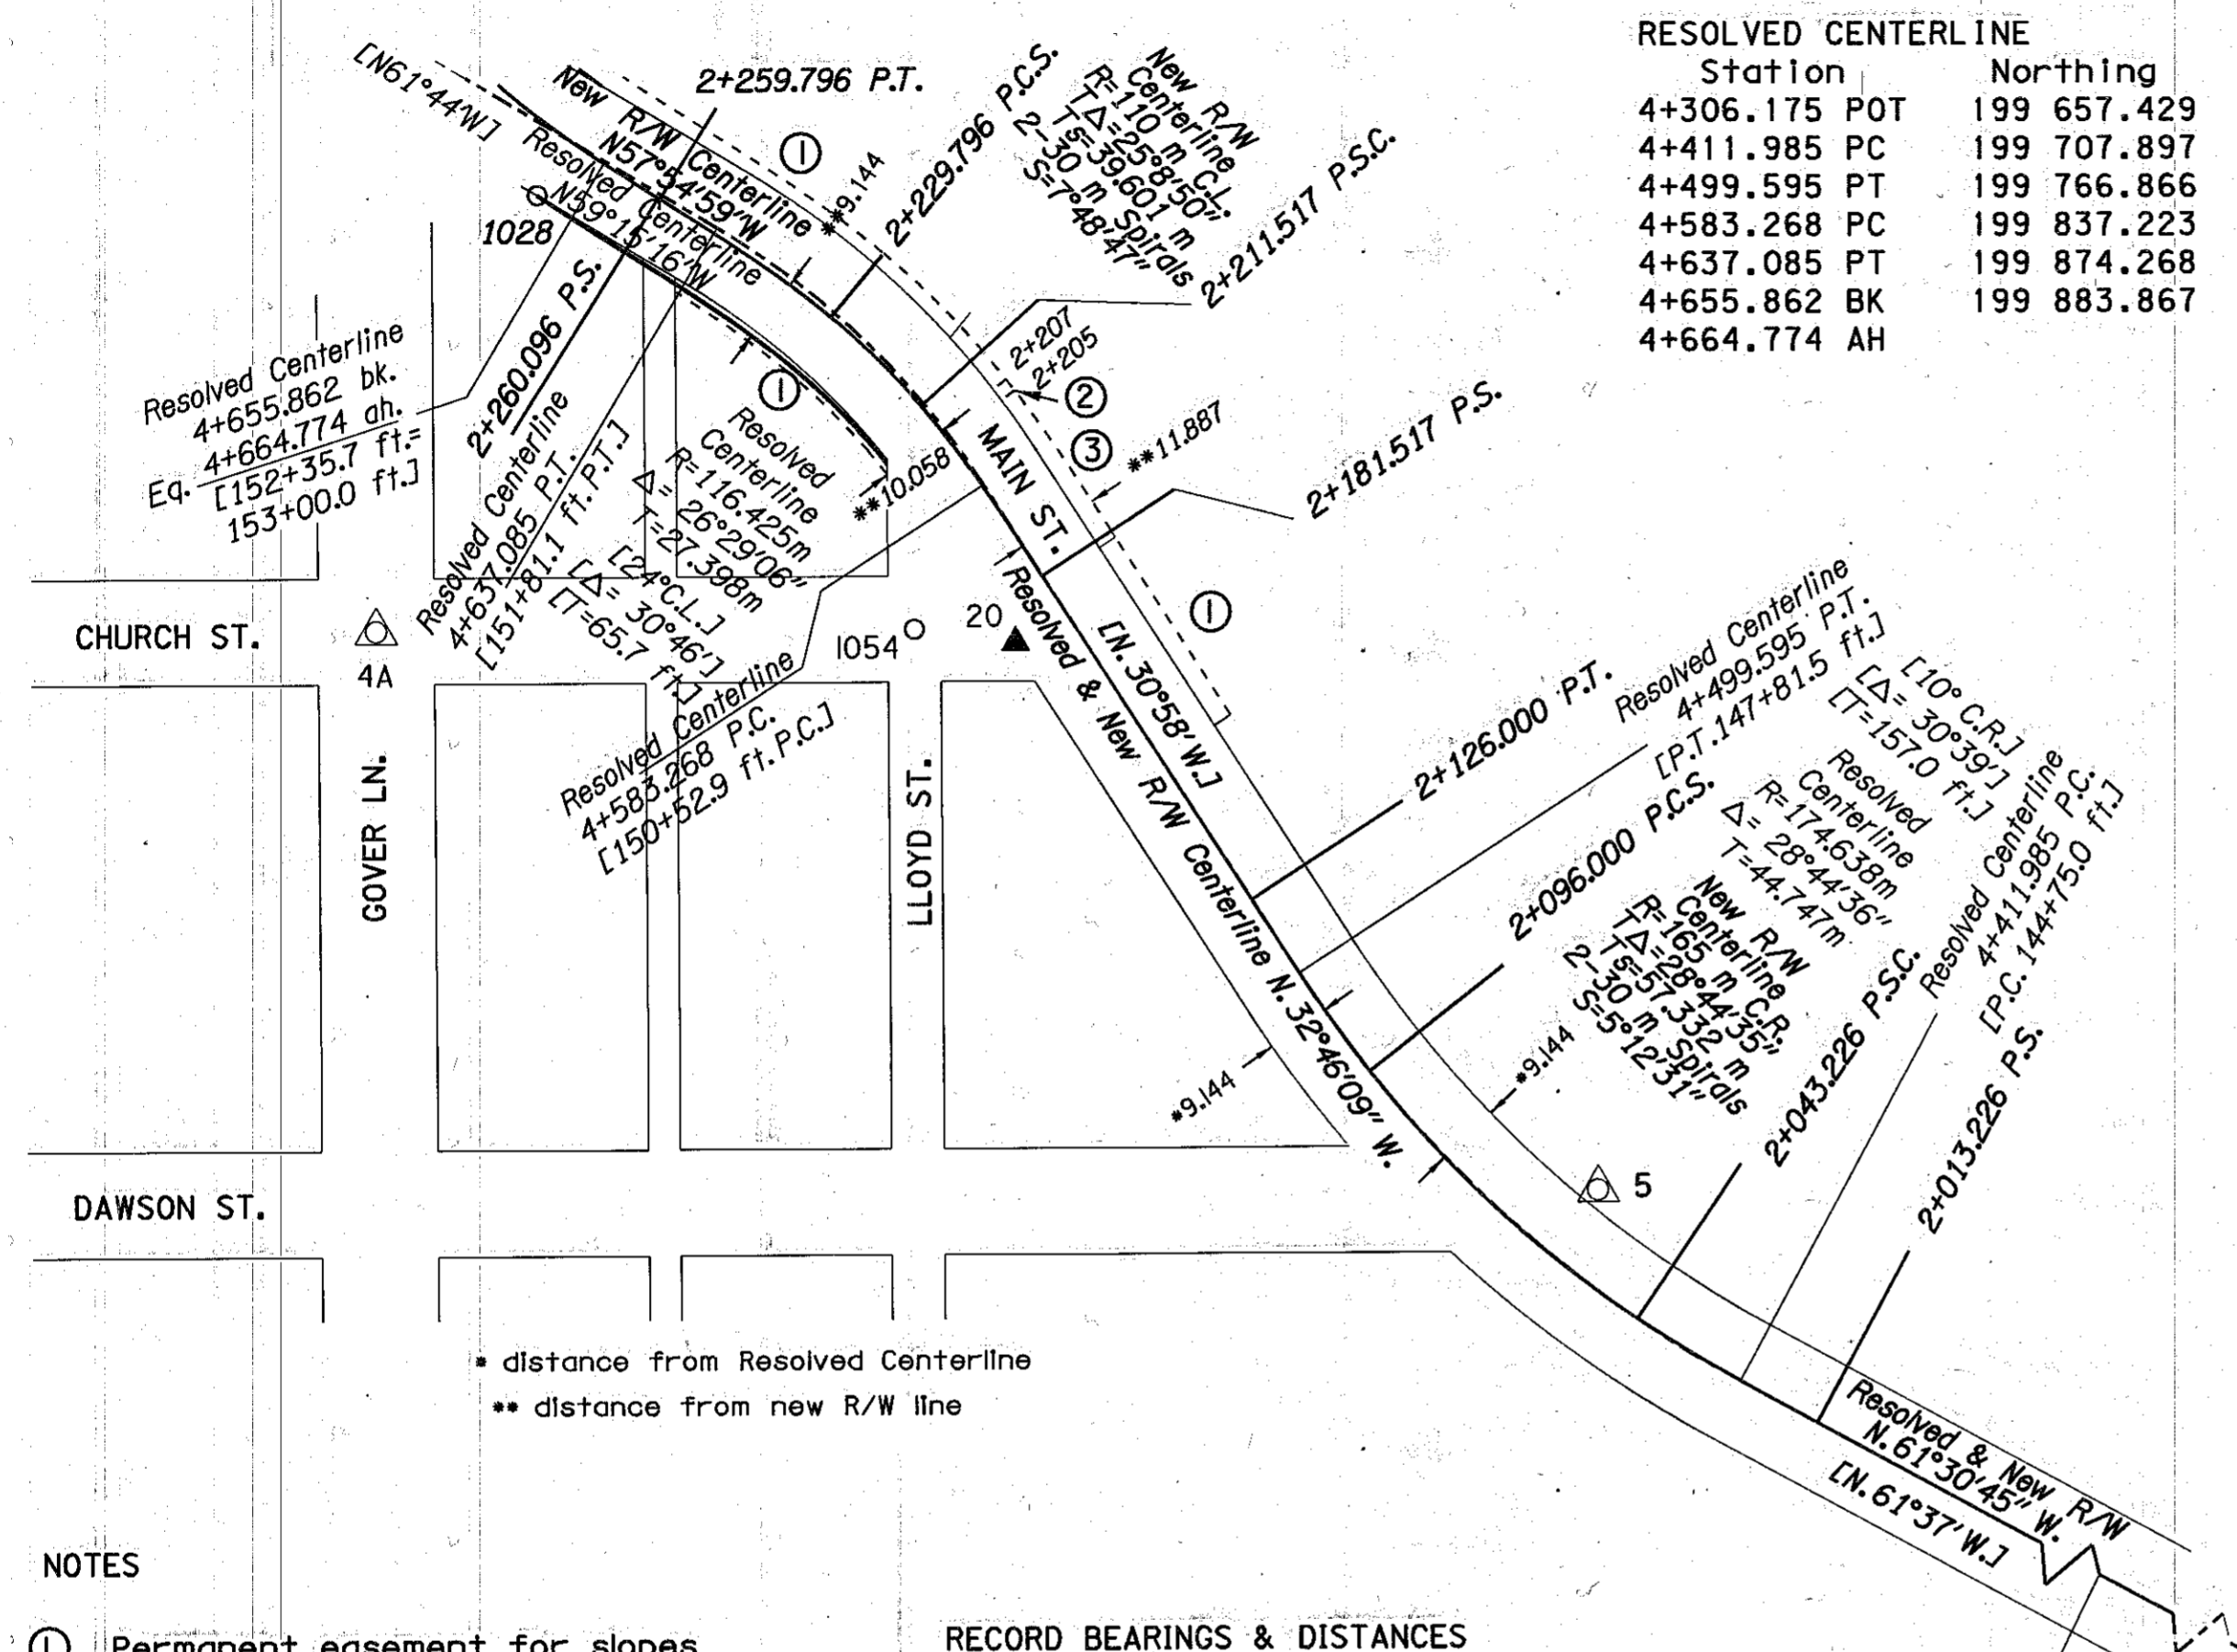 RESOLVED CENTERLINE
Station Northing
4+306.175 POT 199 657.429
4+411.985 PC 199 707.897
4+499.595 PT 199 766.866
4+583.268 PC 199 837.223
4+637.085 PT 199 874.268
4+655.862 BK 199 883.867
4+664.774 AH
[N61°44'W]
New R/W Centerline
N57°54'59"W
Resolved Centerline
N59°15'16"W
1028
2+259.796 P.T.
①
**9.144
2+229.796 P.C.S.
New R/W
Centerline
R=110 m C.L.
T△=25°8'50"
Ts=39.601 m
2-30 m Spirals
S=7°48'47"
2+211.517 P.S.C.
2+207
2+205
②
③
**11.887
2+181.517 P.S.
Resolved Centerline
4+655.862 bk.
4+664.774 ah.
Eq. [152+35.7 ft.=
153+00.0 ft.]
2+260.096 P.S.
Resolved Centerline
4+637.085 P.T.
[151+81.1 ft.P.T.]
①
Resolved
Centerline
R=116.425m
△= 26°29'06"
T=27.398m
[24°C.L.]
[△= 30°46']
[T=65.7 ft.]
**10.058
MAIN ST.
Resolved & New R/W Centerline N.32°46'09" W.
[N.30°58'W.]
①
CHURCH ST.
4A
1054
20
Resolved Centerline
4+583.268 P.C.
[150+52.9 ft.P.C.]
GOVER LN.
LLOYD ST.
2+126.000 P.T.
Resolved Centerline
4+499.595 P.T.
[P.T.147+81.5 ft.]
2+096.000 P.C.S.
[10° C.R.]
[△= 30°39']
[T=157.0 ft.]
Resolved
Centerline
R=174.638m
△= 28°44'36"
T=44.747m
New R/W
Centerline
R=165 m C.R.
T△=28°44'35"
Ts=57.332 m
2-30 m Spirals
S=5°12'31"
Resolved Centerline
4+411.985 P.C.
[P.C. 144+75.0 ft.]
2+043.226 P.S.C.
2+013.226 P.S.
*9.144
*9.144
5
DAWSON ST.
* distance from Resolved Centerline
** distance from new R/W line
Resolved & New R/W
N.61°30'45" W.
[N.61°37'W.]
NOTES
① Permanent easement for slopes
RECORD BEARINGS & DISTANCES